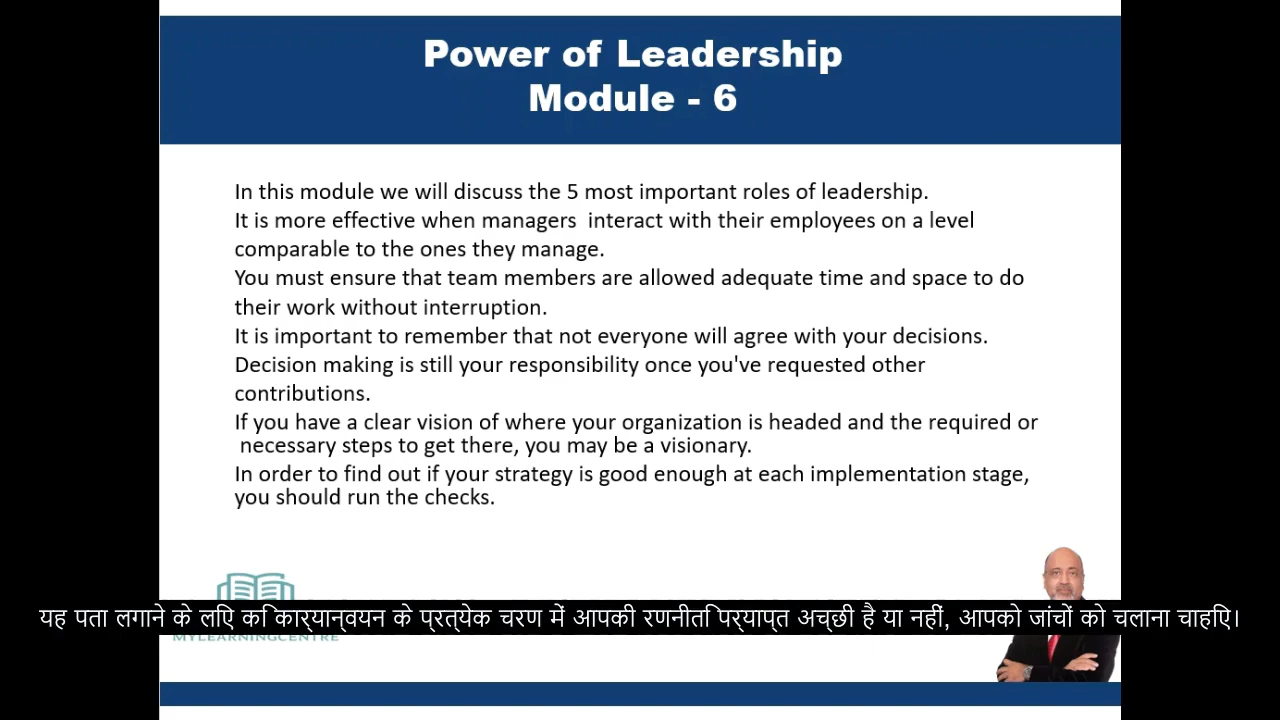 Power of Leadership
Module - 6
In this module we will discuss the 5 most important roles of leadership.
It is more effective when managers  interact with their employees on a level
comparable to the ones they manage.
You must ensure that team members are allowed adequate time and space to do
their work without interruption.
It is important to remember that not everyone will agree with your decisions.
Decision making is still your responsibility once you've requested other
contributions.
If you have a clear vision of where your organization is headed and the required or
necessary steps to get there, you may be a visionary.
In order to find out if your strategy is good enough at each implementation stage,
you should run the checks.
यह पता लगाने के लिए कि कार्यान्वयन के प्रत्येक चरण में आपकी रणनीति पर्याप्त अच्छी है या नहीं, आपको जांचों को चलाना चाहिए।
MYLEARNINGCENTRE